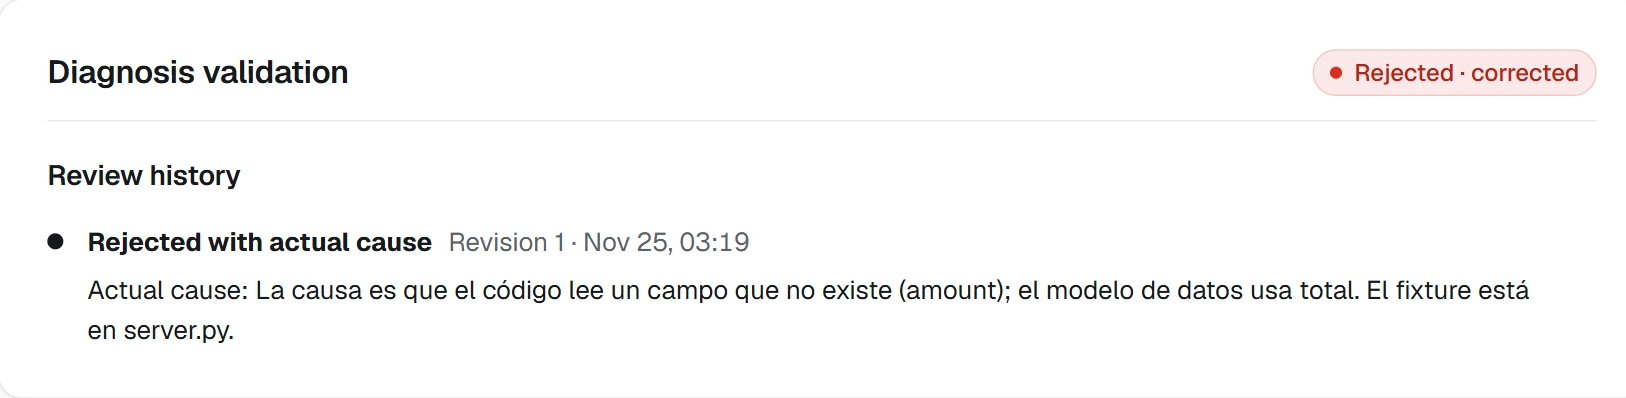 Diagnosis validation
Rejected · corrected
Review history
Rejected with actual cause Revision 1 · Nov 25, 03:19
Actual cause: La causa es que el código lee un campo que no existe (amount); el modelo de datos usa total. El fixture está
en server.py.